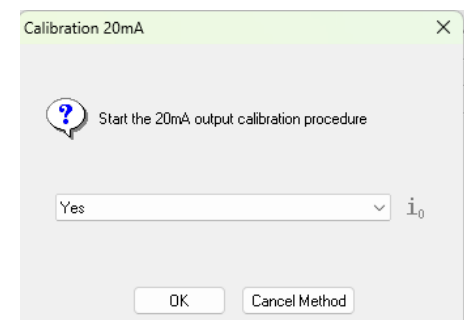 Calibration 20mA
Start the 20mA output calibration procedure
Yes
i₀
OK
Cancel Method